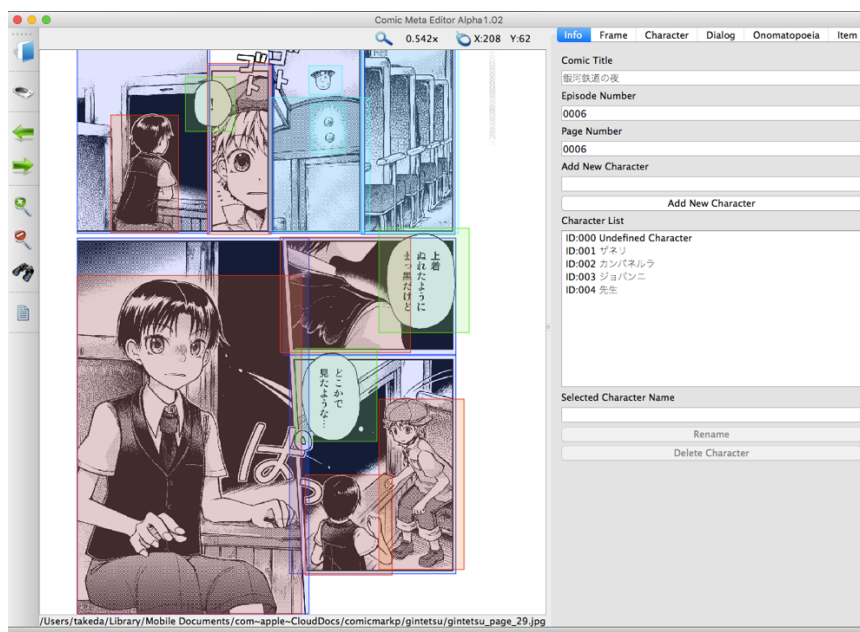 Comic Meta Editor Alpha1.02
0.542x X:208 Y:62
Info Frame Character Dialog Onomatopoeia Item
Comic Title
銀河鉄道の夜
Episode Number
0006
Page Number
0006
Add New Character
Add New Character
Character List
ID:000 Undefined Character
ID:001 ザネリ
ID:002 カンパネルラ
ID:003 ジョバンニ
ID:004 先生
Selected Character Name
Rename
Delete Character
ゴト
ゴト
!
上着
ぬれたように
まっ黒だけど
どこかで
見たような…
ぱっ
/Users/takeda/Library/Mobile Documents/com~apple~CloudDocs/comicmarkp/gintetsu/gintetsu_page_29.jpg